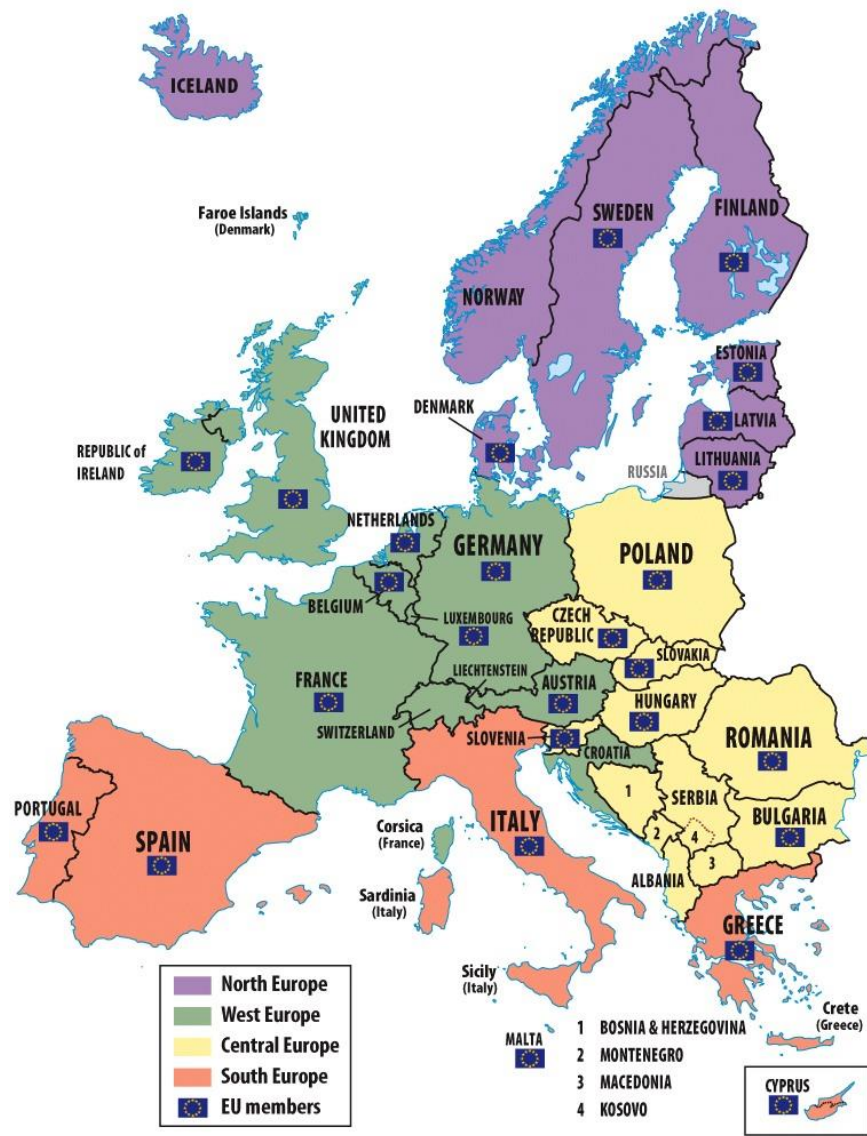 ICELAND
Faroe Islands
(Denmark)
SWEDEN
FINLAND
NORWAY
ESTONIA
LATVIA
LITHUANIA
RUSSIA
DENMARK
UNITED
KINGDOM
REPUBLIC of
IRELAND
NETHERLANDS
GERMANY
POLAND
BELGIUM
LUXEMBOURG
CZECH
REPUBLIC
SLOVAKIA
LIECHTENSTEIN
FRANCE
AUSTRIA
HUNGARY
SWITZERLAND
SLOVENIA
CROATIA
ROMANIA
SERBIA
1
BULGARIA
PORTUGAL
SPAIN
ITALY
Corsica
(France)
2
4
3
ALBANIA
Sardinia
(Italy)
GREECE
Sicily
(Italy)
Crete
(Greece)
North Europe
West Europe
Central Europe
South Europe
EU members
MALTA
1 BOSNIA & HERZEGOVINA
2 MONTENEGRO
3 MACEDONIA
4 KOSOVO
CYPRUS